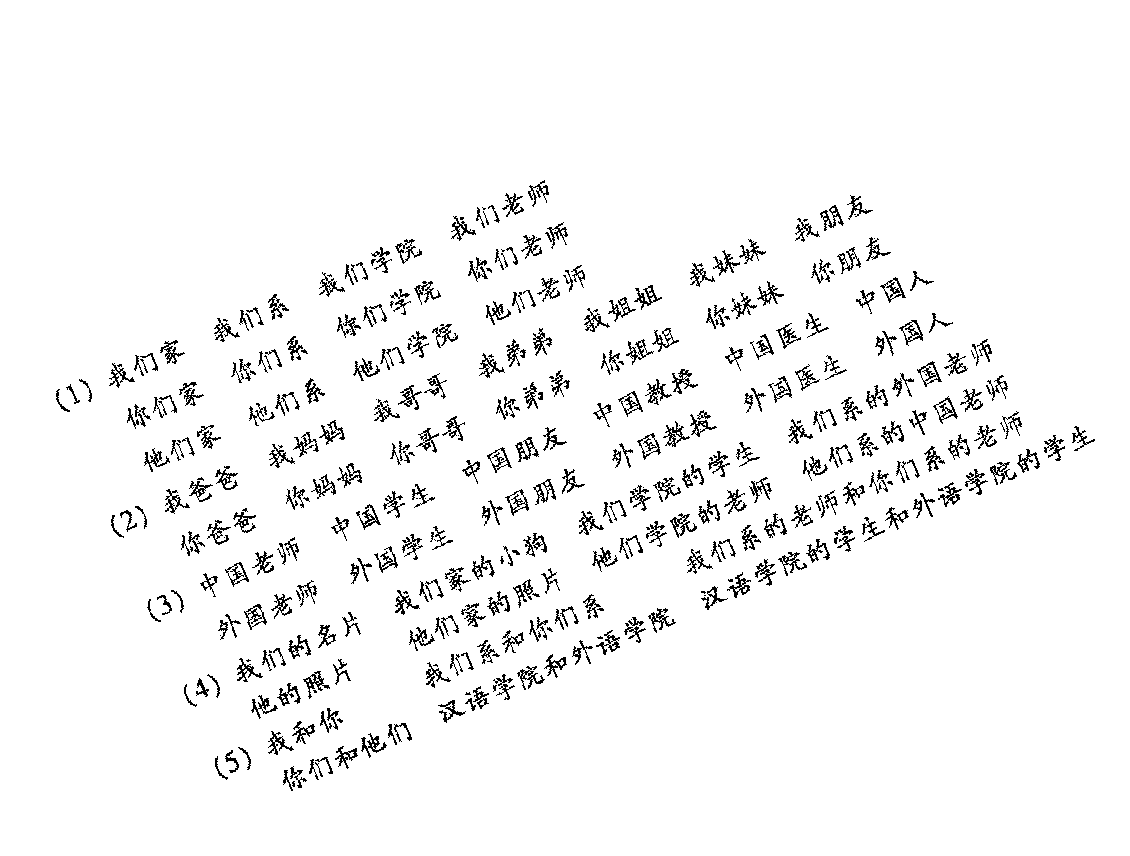 (1) 我们家 我们系 我们学院 我们老师
你们家 你们系 你们学院 你们老师
他们家 他们系 他们学院 他们老师
(2) 我爸爸 我妈妈 我哥哥 我弟弟 我姐姐 我妹妹 我朋友
你爸爸 你妈妈 你哥哥 你弟弟 你姐姐 你妹妹 你朋友
(3) 中国老师 中国学生 中国朋友 中国教授 中国医生 中国人
外国老师 外国学生 外国朋友 外国教授 外国医生 外国人
(4) 我们的名片 我们家的小狗 我们学院的学生 我们系的外国老师
他的照片 他们家的照片 他们学院的老师 他们系的中国老师
(5) 我和你 我们系和你们系 我们系的老师和你们系的老师
你们和他们 汉语学院和外语学院 汉语学院的学生和外语学院的学生